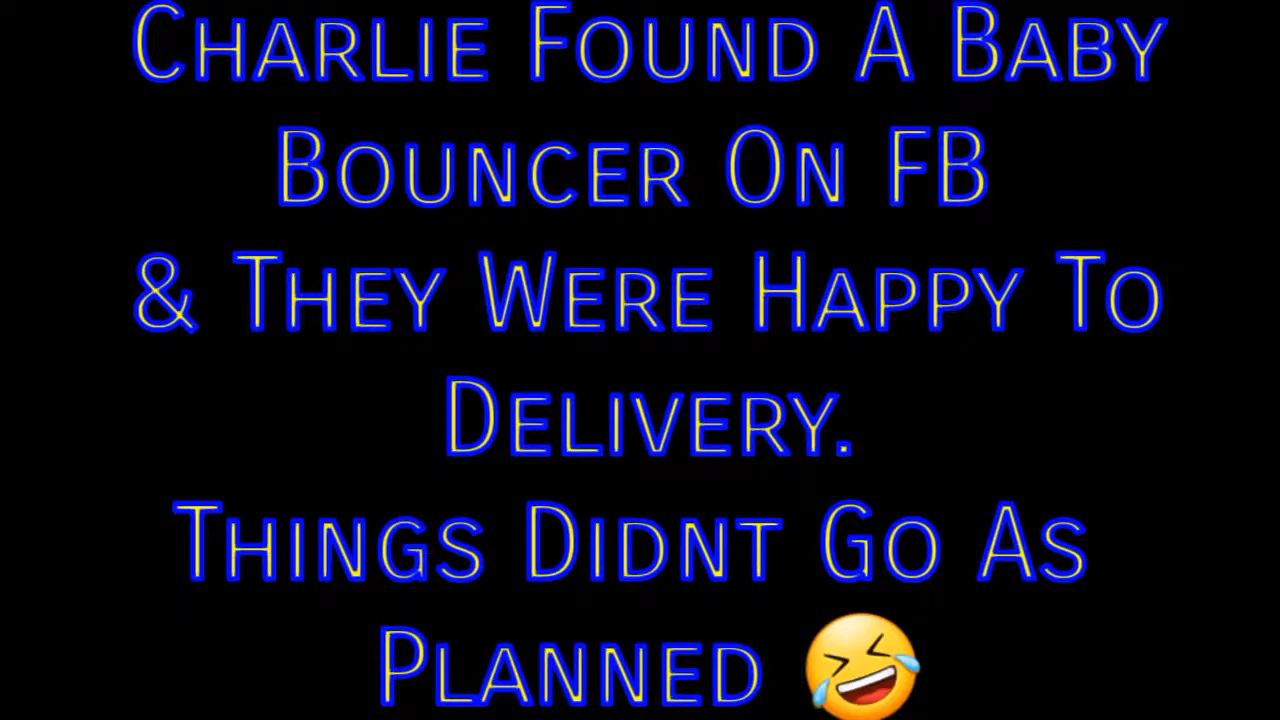 Charlie Found A Baby
Bouncer On FB
& They Were Happy To
Delivery.
Things Didnt Go As
Planned 🤣